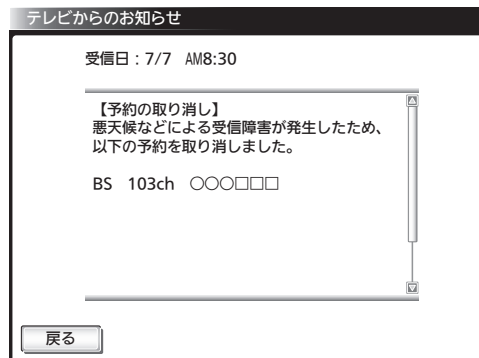 テレビからのお知らせ
受信日：7/7 AM8:30
【予約の取り消し】
悪天候などによる受信障害が発生したため、
以下の予約を取り消しました。
BS 103ch ○○○□□□
戻る